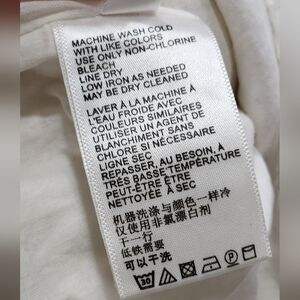 MACHINE WASH COLD
WITH LIKE COLORS
USE ONLY NON-CHLORINE
BLEACH
LINE DRY
LOW IRON AS NEEDED
MAY BE DRY CLEANED
LAVER À LA MACHINE À
L'EAU FROIDE AVEC
COULEURS SIMILAIRES
UTILISER UN AGENT DE
BLANCHIMENT SANS
CHLORE SI NÉCESSAIRE
LIGNE SEC
REPASSER, AU BESOIN, À
TRÈS BASSE TEMPÉRATURE
PEUT-ÊTRE ÊTRE
NETTOYÉE À SEC
机器洗涤与颜色一样冷
仅使用非氯漂白剂
干一行
低铁需要
可以干洗
30
P